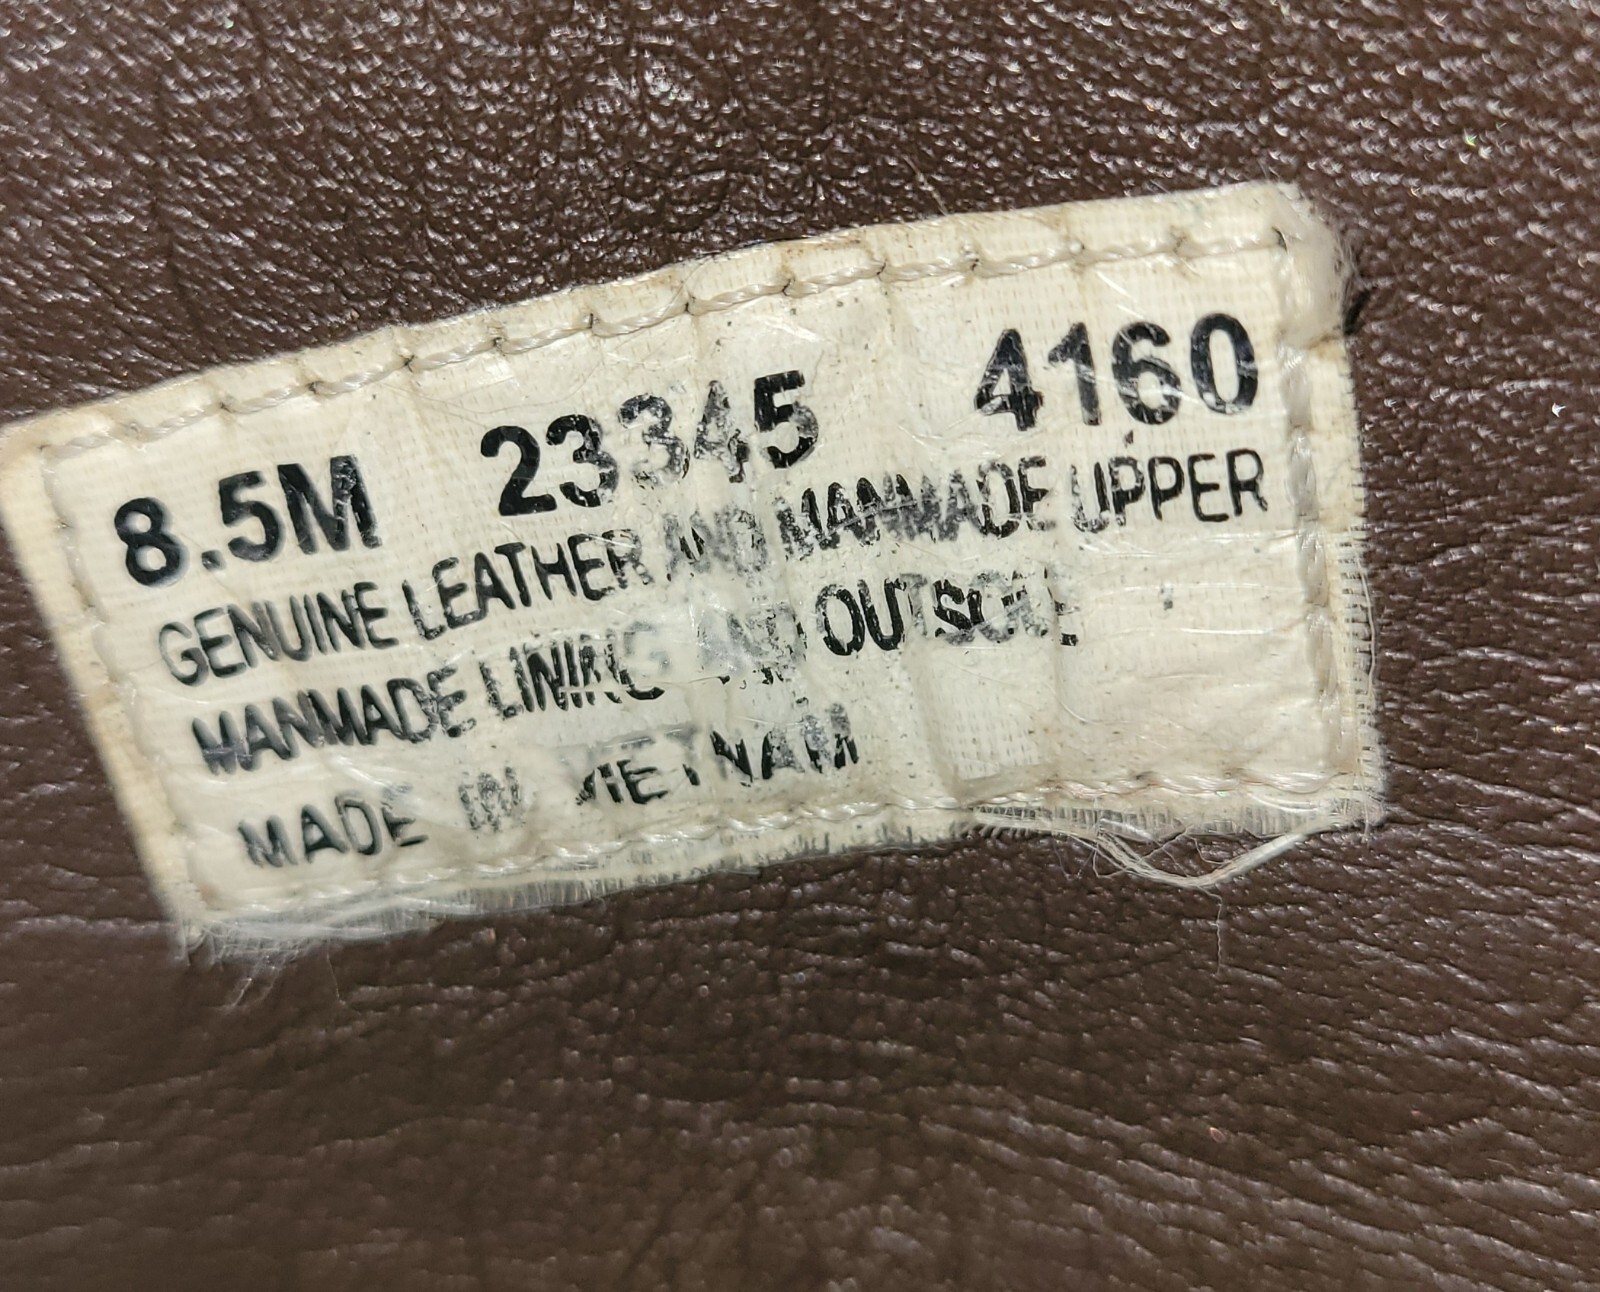 8.5M 23345 4160
GENUINE LEATHER AND MANMADE UPPER
MANMADE LINING AND OUTSOLE
MADE IN VIETNAM